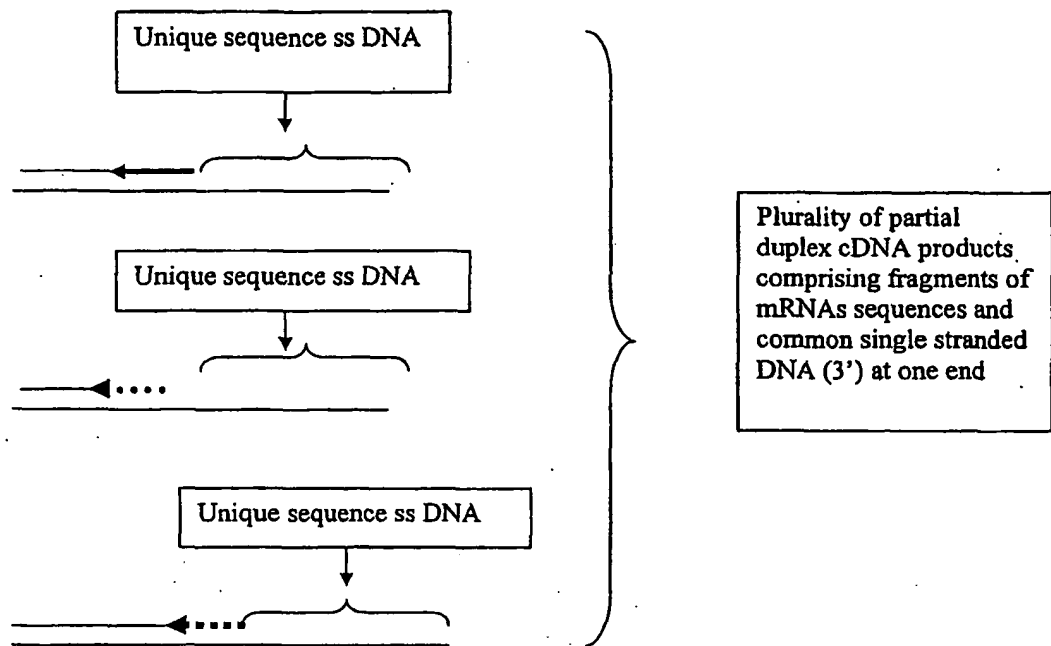 Unique sequence ss DNA
Unique sequence ss DNA
Unique sequence ss DNA
Plurality of partial
duplex cDNA products
comprising fragments of
mRNAs sequences and
common single stranded
DNA (3') at one end